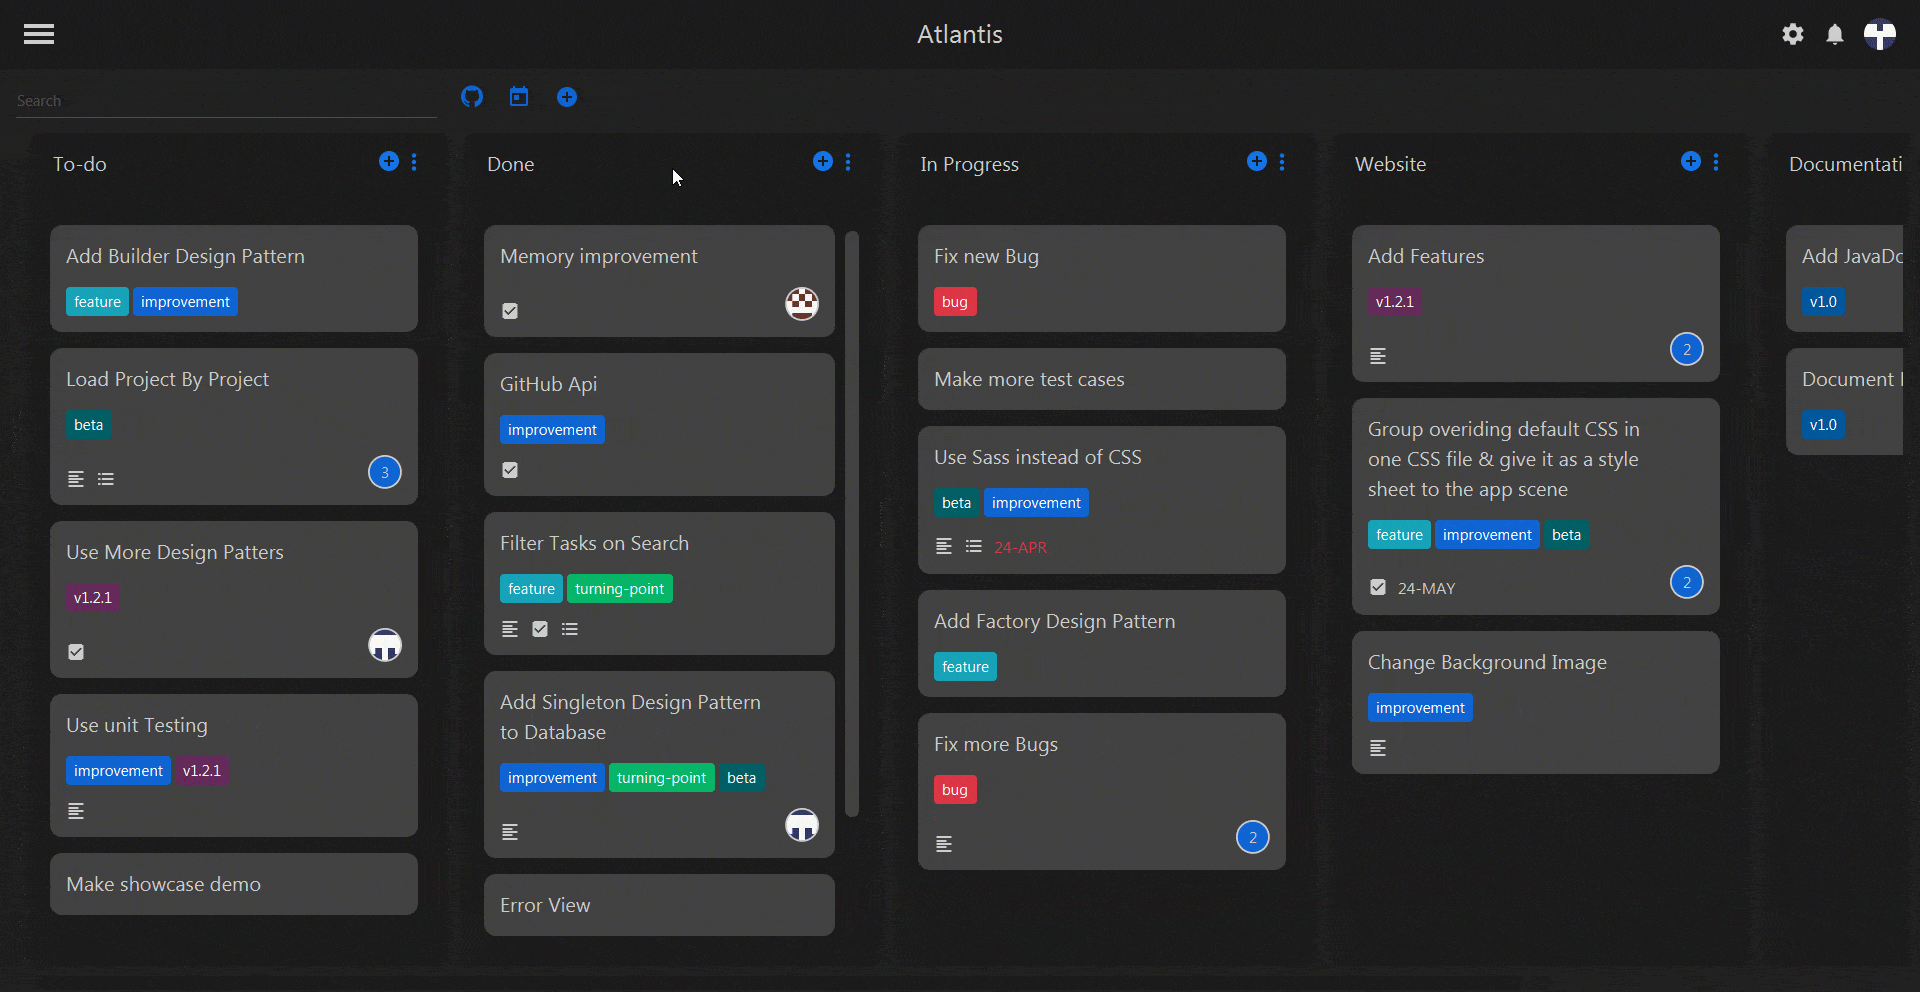 Atlantis
Search
To-do
Add Builder Design Pattern
feature improvement
Load Project By Project
beta
3
Use More Design Patters
v1.2.1
Use unit Testing
improvement v1.2.1
Make showcase demo
Done
Memory improvement
GitHub Api
improvement
Filter Tasks on Search
feature turning-point
Add Singleton Design Pattern
to Database
improvement turning-point beta
Error View
In Progress
Fix new Bug
bug
Make more test cases
Use Sass instead of CSS
beta improvement
24-APR
Add Factory Design Pattern
feature
Fix more Bugs
bug
2
Website
Add Features
v1.2.1
2
Group overiding default CSS in
one CSS file & give it as a style
sheet to the app scene
feature improvement beta
24-MAY
2
Change Background Image
improvement
Documentati
Add JavaDo
v1.0
Document
v1.0